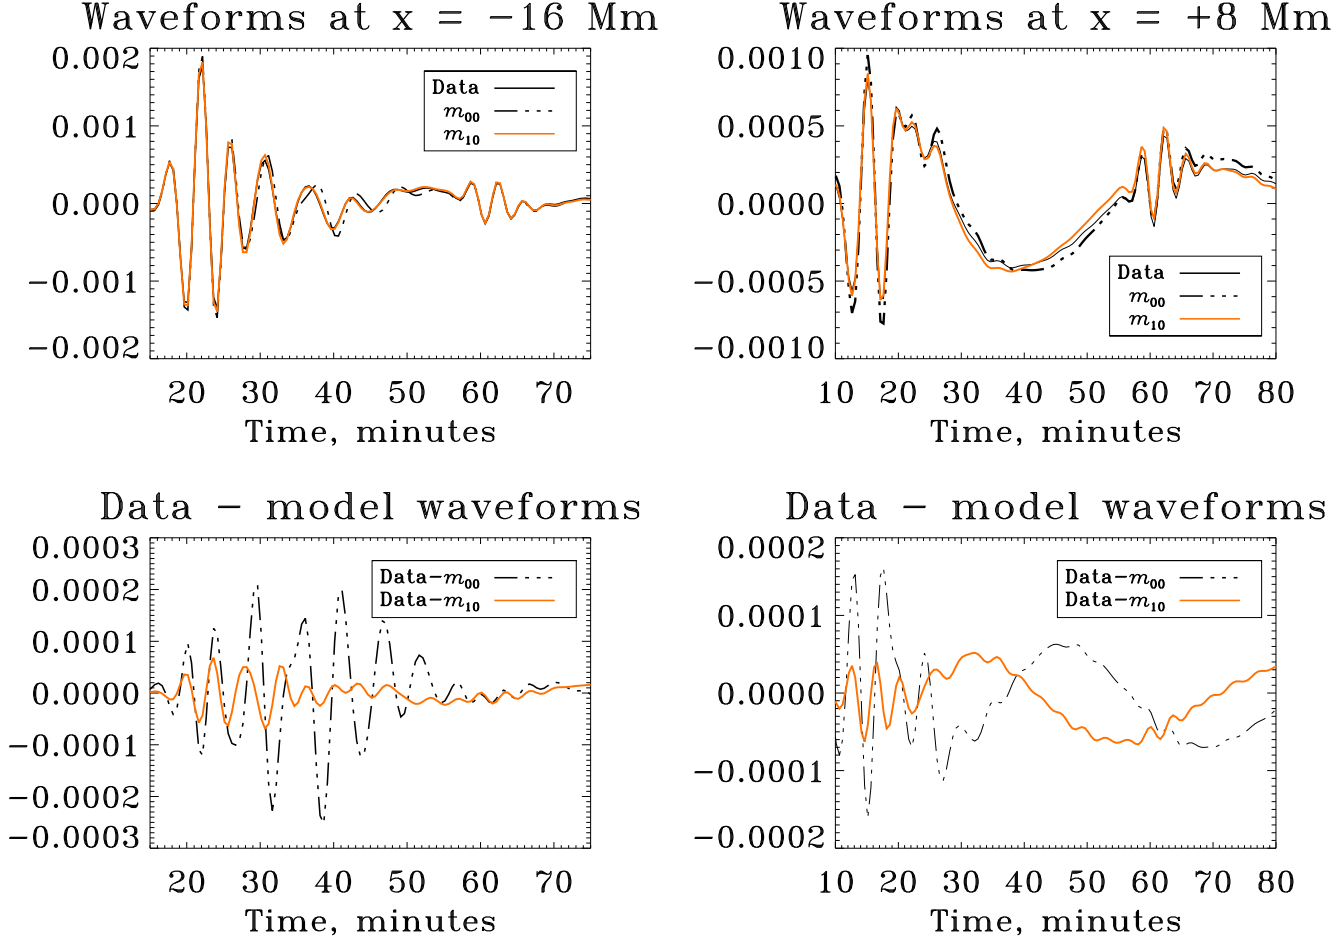 Waveforms at x = −16 Mm
0.002
0.001
0.000
−0.001
−0.002
Data
m₀₀
m₁₀
20 30 40 50 60 70
Time, minutes
Waveforms at x = +8 Mm
0.0010
0.0005
0.0000
−0.0005
−0.0010
Data
m₀₀
m₁₀
10 20 30 40 50 60 70 80
Time, minutes
Data − model waveforms
0.0003
0.0002
0.0001
0.0000
−0.0001
−0.0002
−0.0003
Data−m₀₀
Data−m₁₀
20 30 40 50 60 70
Time, minutes
Data − model waveforms
0.0002
0.0001
0.0000
−0.0001
−0.0002
Data−m₀₀
Data−m₁₀
10 20 30 40 50 60 70 80
Time, minutes